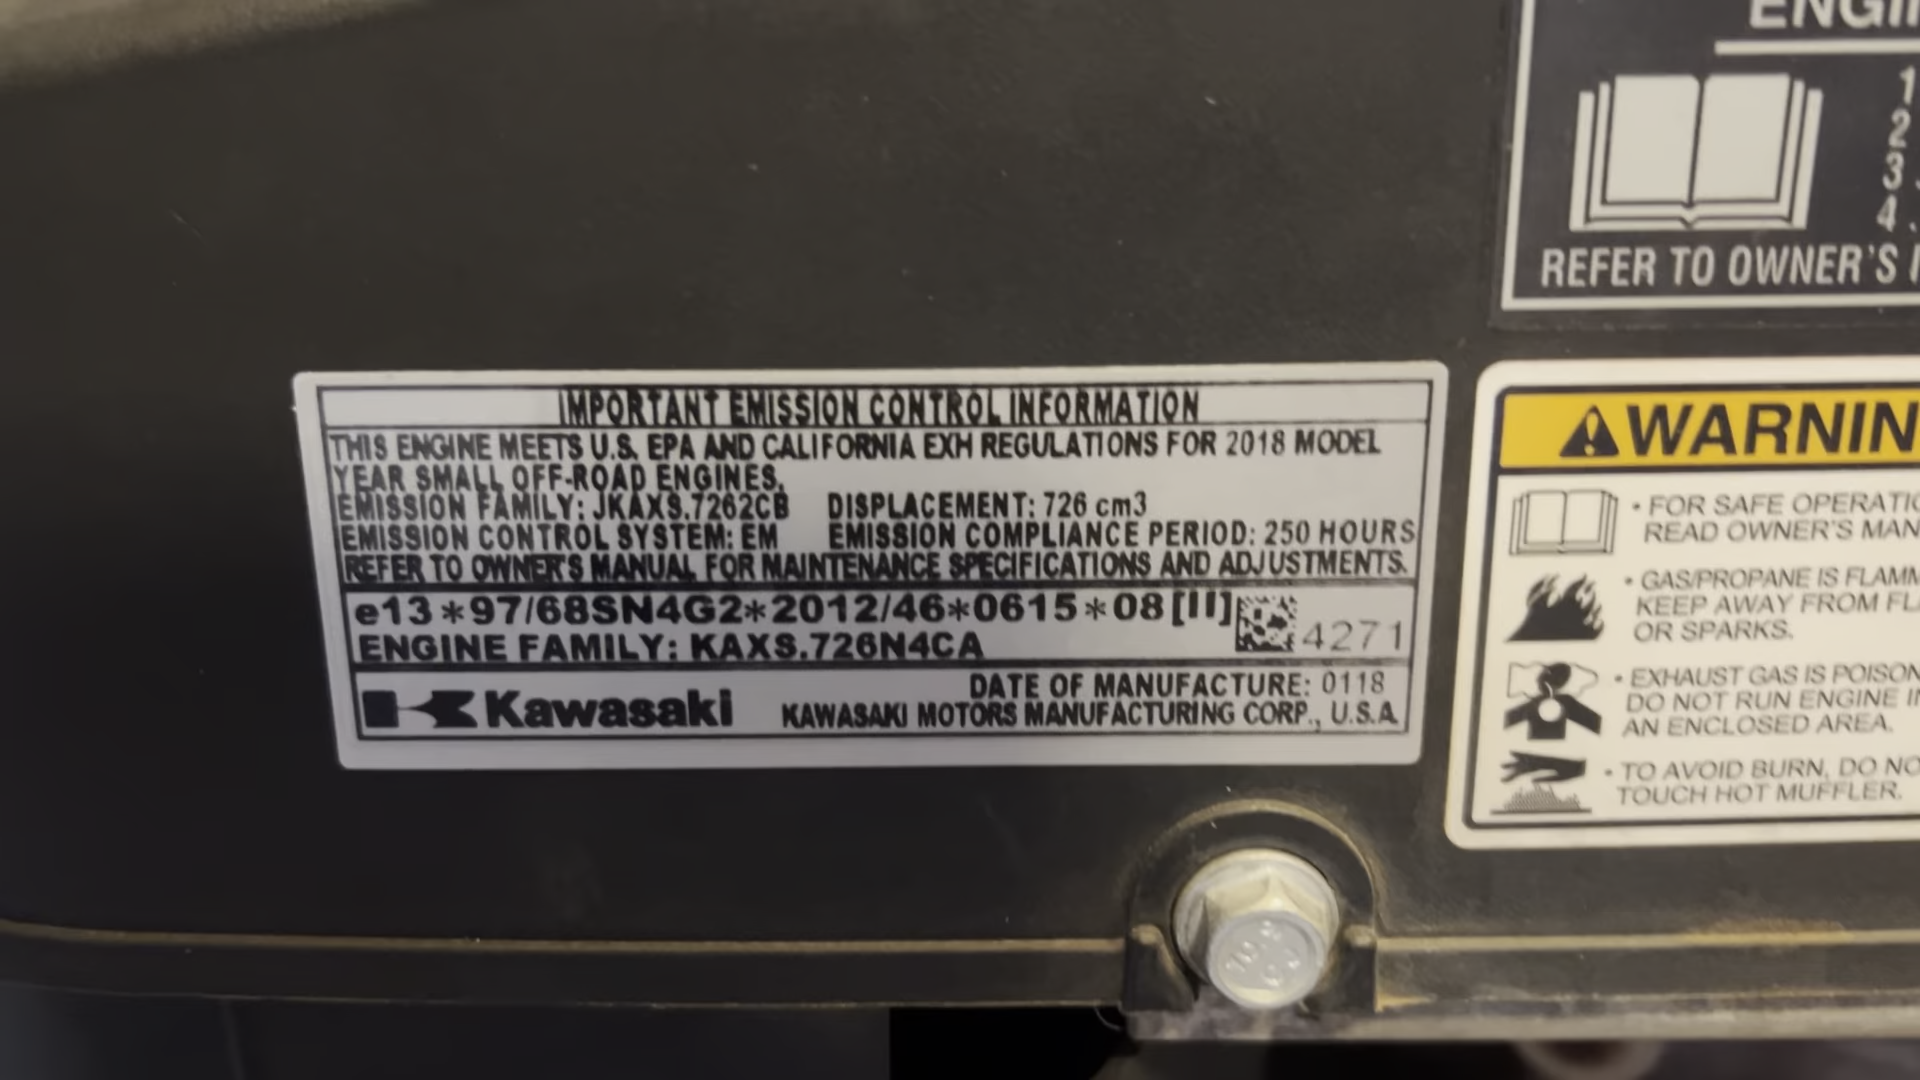 IMPORTANT EMISSION CONTROL INFORMATION
THIS ENGINE MEETS U.S. EPA AND CALIFORNIA EXH REGULATIONS FOR 2018 MODEL
YEAR SMALL OFF-ROAD ENGINES.
EMISSION FAMILY: JKAXS.7262CB DISPLACEMENT: 726 cm3
EMISSION CONTROL SYSTEM: EM EMISSION COMPLIANCE PERIOD: 250 HOURS
REFER TO OWNER'S MANUAL FOR MAINTENANCE SPECIFICATIONS AND ADJUSTMENTS.
e13*97/68SN4G2*2012/46*0615*08[II]
4271
ENGINE FAMILY: KAXS.726N4CA
Kawasaki
DATE OF MANUFACTURE: 0118
KAWASAKI MOTORS MANUFACTURING CORP., U.S.A.
1
2
3
4.
REFER TO OWNER'S
WARNIN
• FOR SAFE OPERATIO
READ OWNER'S MAN
• GAS/PROPANE IS FLAMM
KEEP AWAY FROM FL
OR SPARKS.
• EXHAUST GAS IS POISON
DO NOT RUN ENGINE IN
AN ENCLOSED AREA.
• TO AVOID BURN, DO NO
TOUCH HOT MUFFLER.